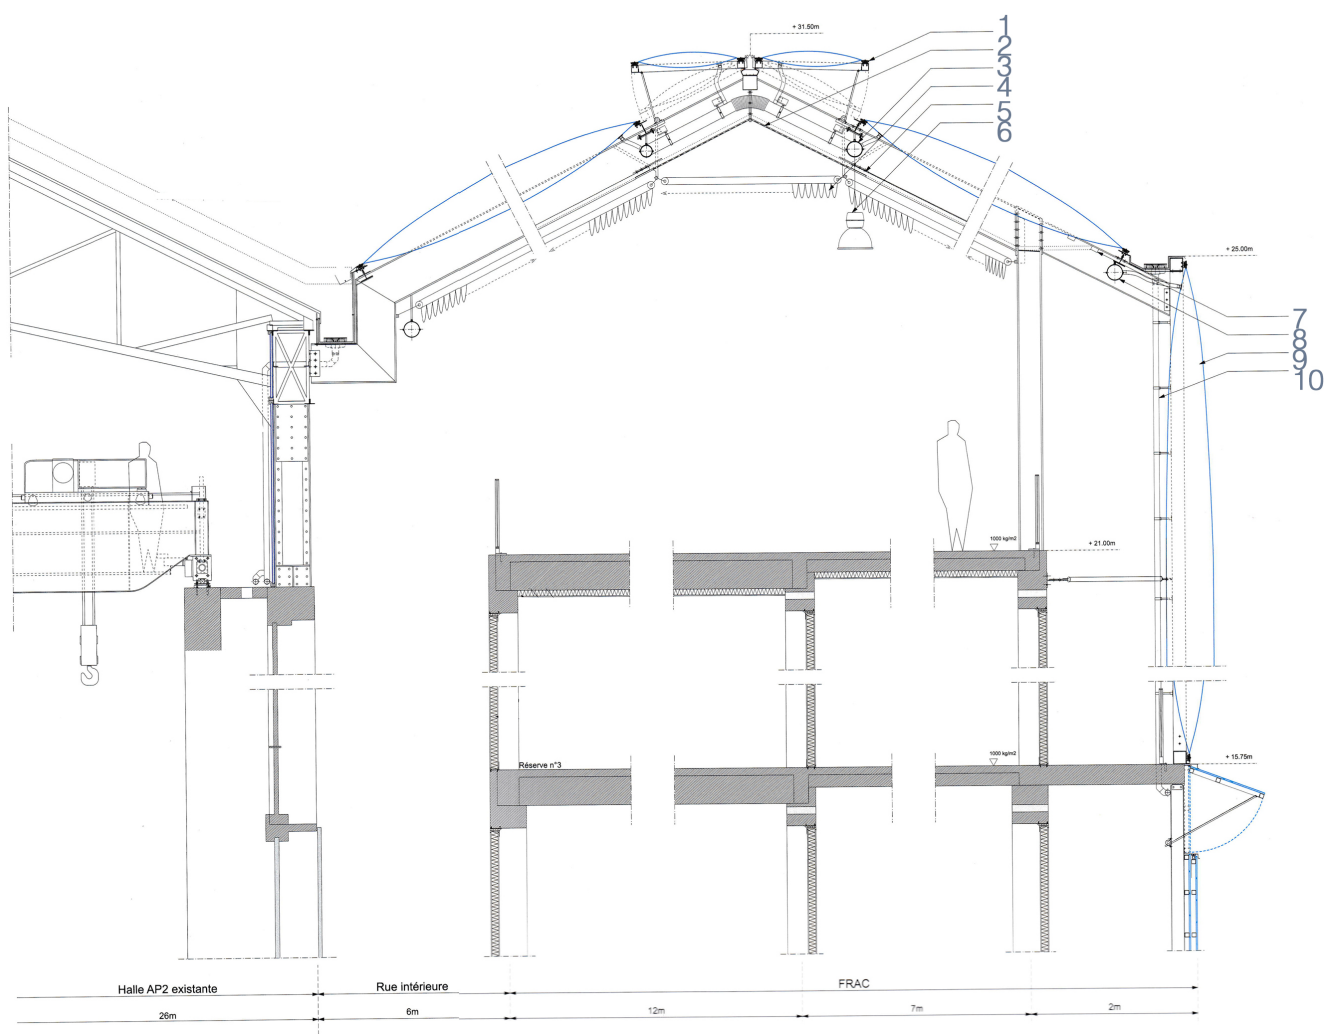 + 31.50m
1
2
3
4
5
6
+ 25.00m
7
8
9
10
1000 kg/m2
+ 21.00m
1000 kg/m2
Réserve n°3
+ 15.75m
Halle AP2 existante
Rue intérieure
FRAC
26m
6m
12m
7m
2m